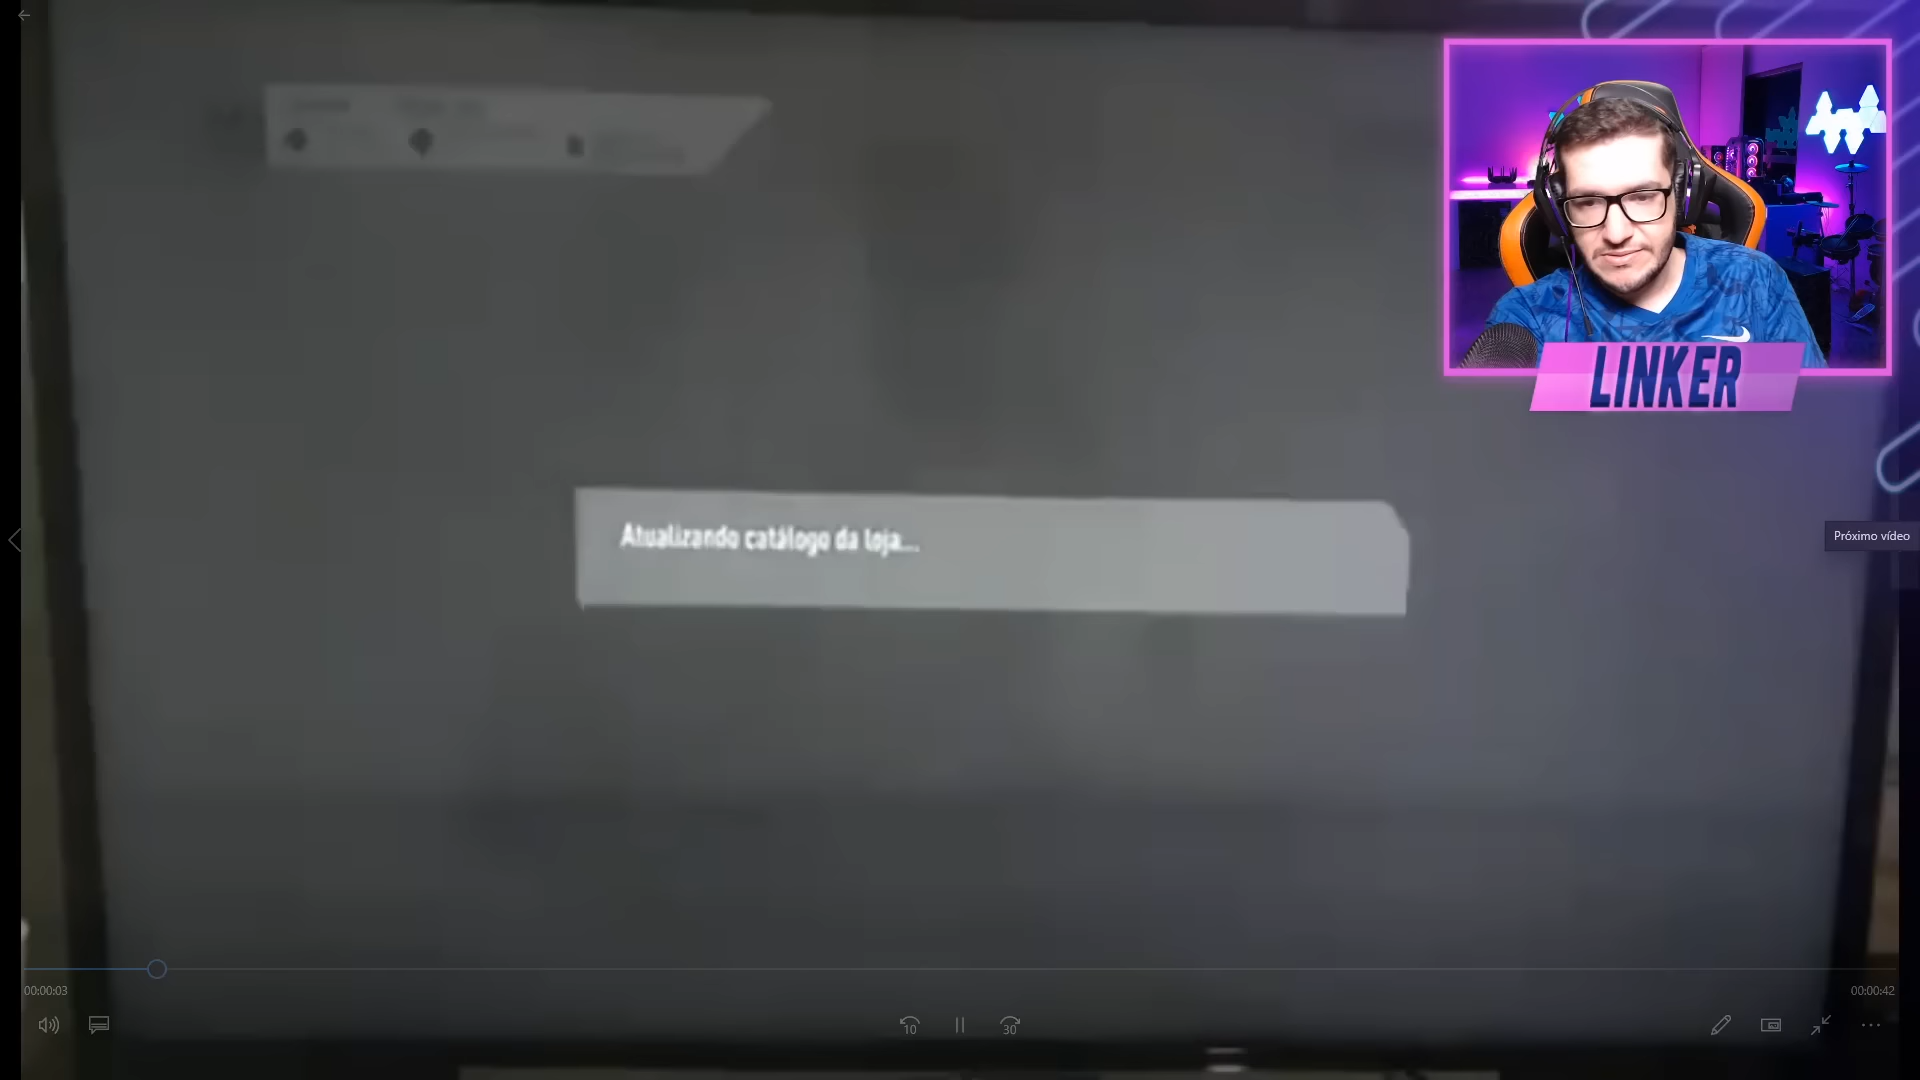 LINKER
Atualizando catálogo da loja...
Próximo vídeo
00:00:03
00:00:42
10
30